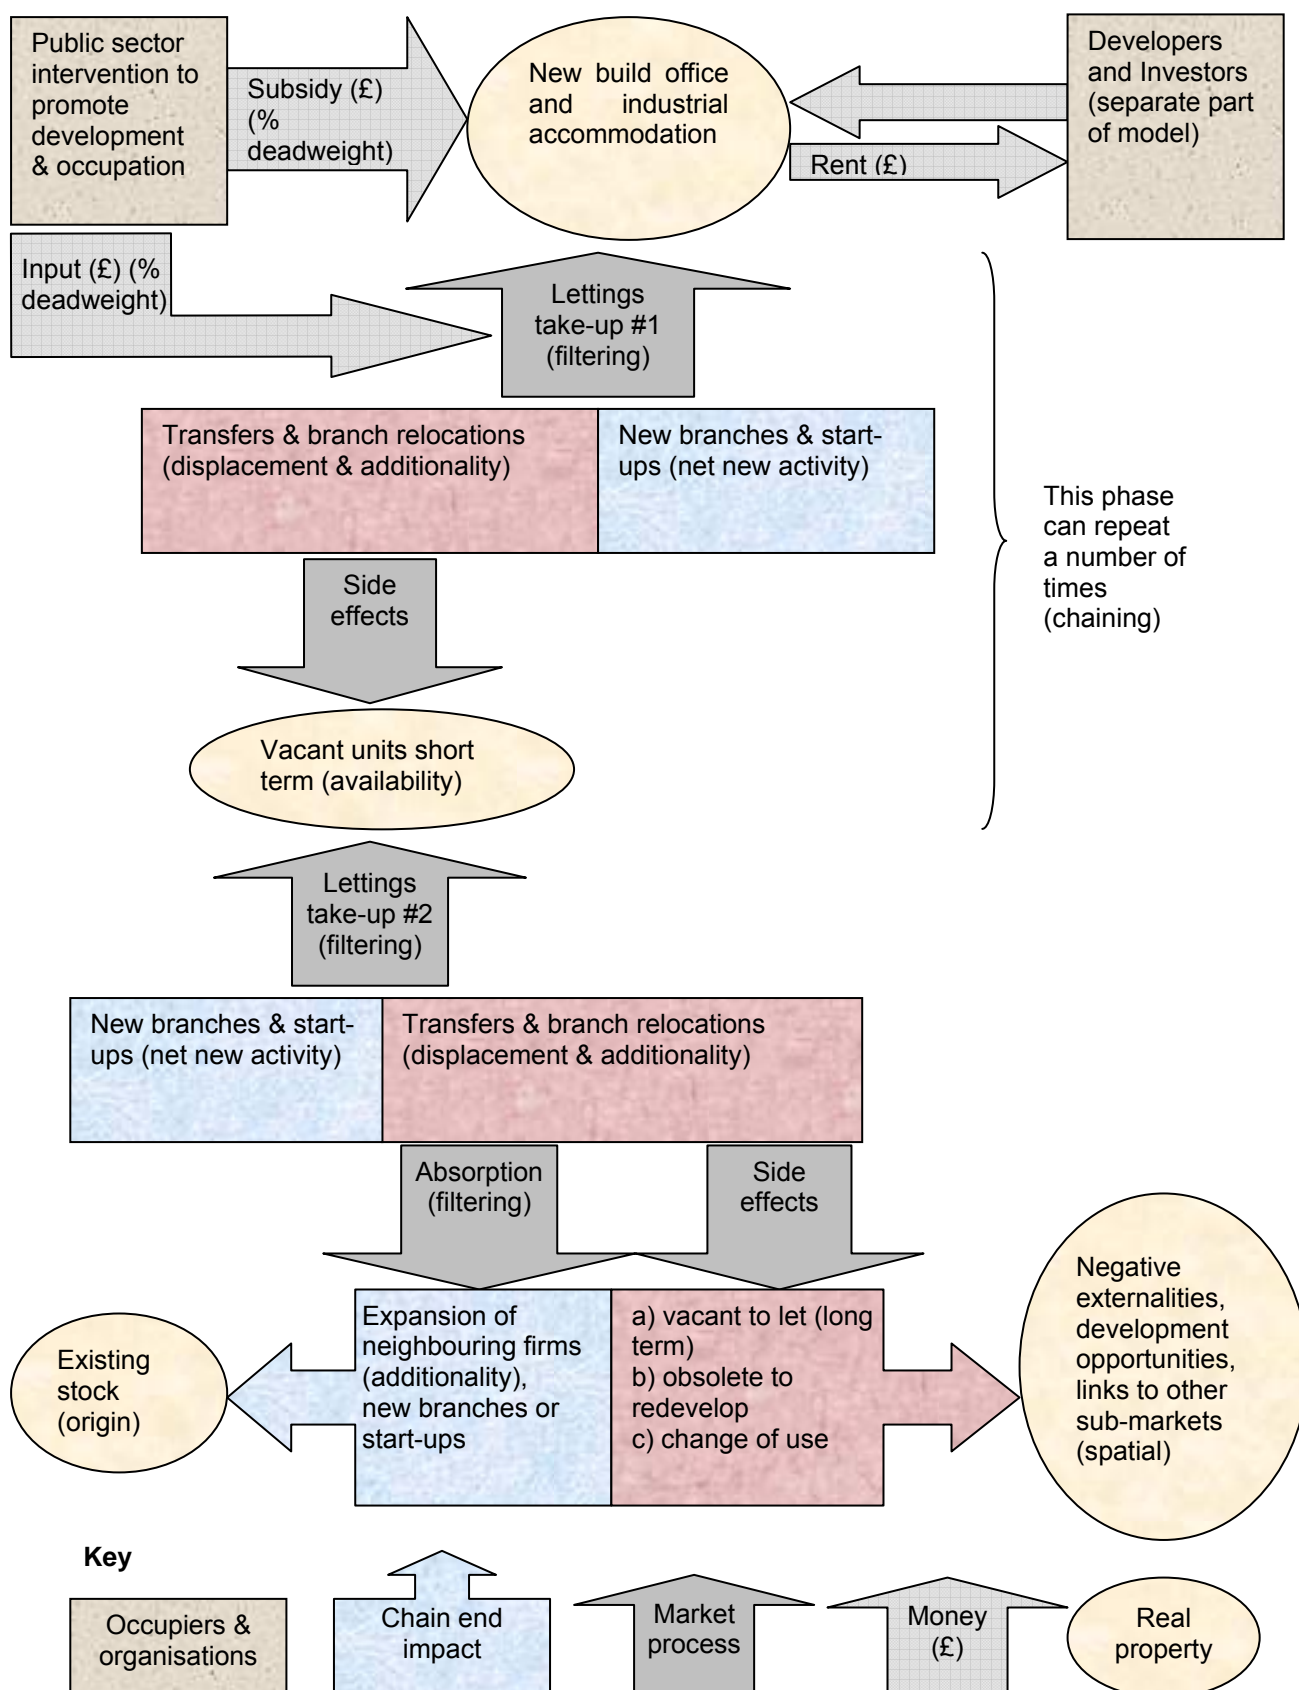 Public sector
intervention to
promote
development
& occupation
Subsidy (£)
(%
deadweight)
New build office
and industrial
accommodation
Developers
and Investors
(separate part
of model)
Rent (£)
Input (£) (%
deadweight)
Lettings
take-up #1
(filtering)
Transfers & branch relocations
(displacement & additionality)
New branches & start-
ups (net new activity)
This phase
can repeat
a number of
times
(chaining)
Side
effects
Vacant units short
term (availability)
Lettings
take-up #2
(filtering)
New branches & start-
ups (net new activity)
Transfers & branch relocations
(displacement & additionality)
Absorption
(filtering)
Side
effects
Existing
stock
(origin)
Expansion of
neighbouring firms
(additionality),
new branches or
start-ups
a) vacant to let (long
term)
b) obsolete to
redevelop
c) change of use
Negative
externalities,
development
opportunities,
links to other
sub-markets
(spatial)
Key
Occupiers &
organisations
Chain end
impact
Market
process
Money
(£)
Real
property